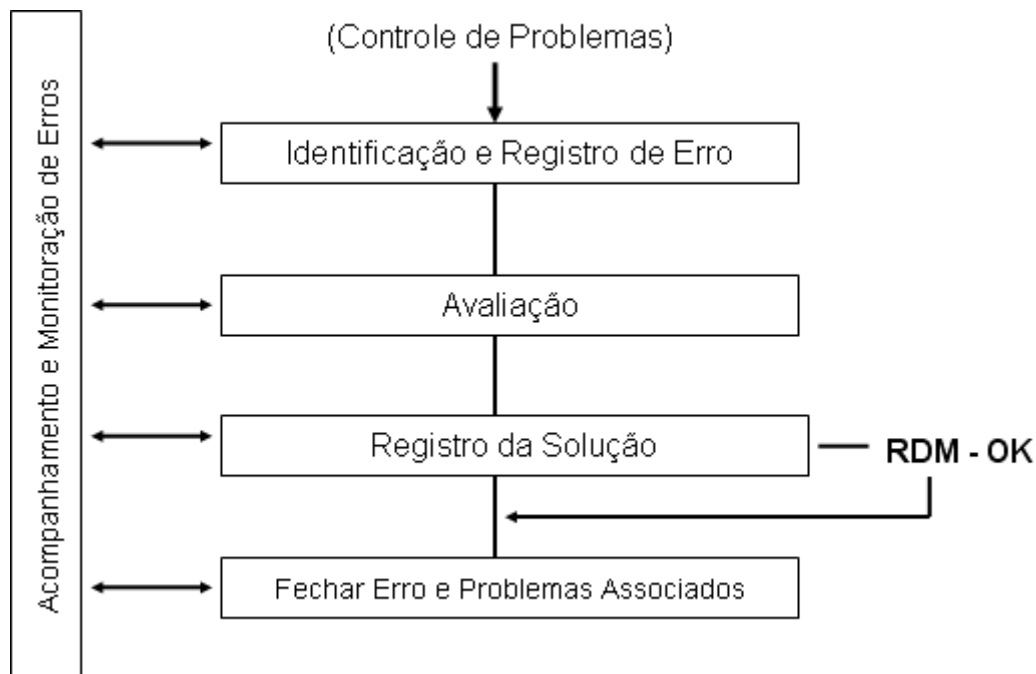 (Controle de Problemas)
Acompanhamento e Monitoração de Erros
Identificação e Registro de Erro
Avaliação
Registro da Solução
RDM - OK
Fechar Erro e Problemas Associados